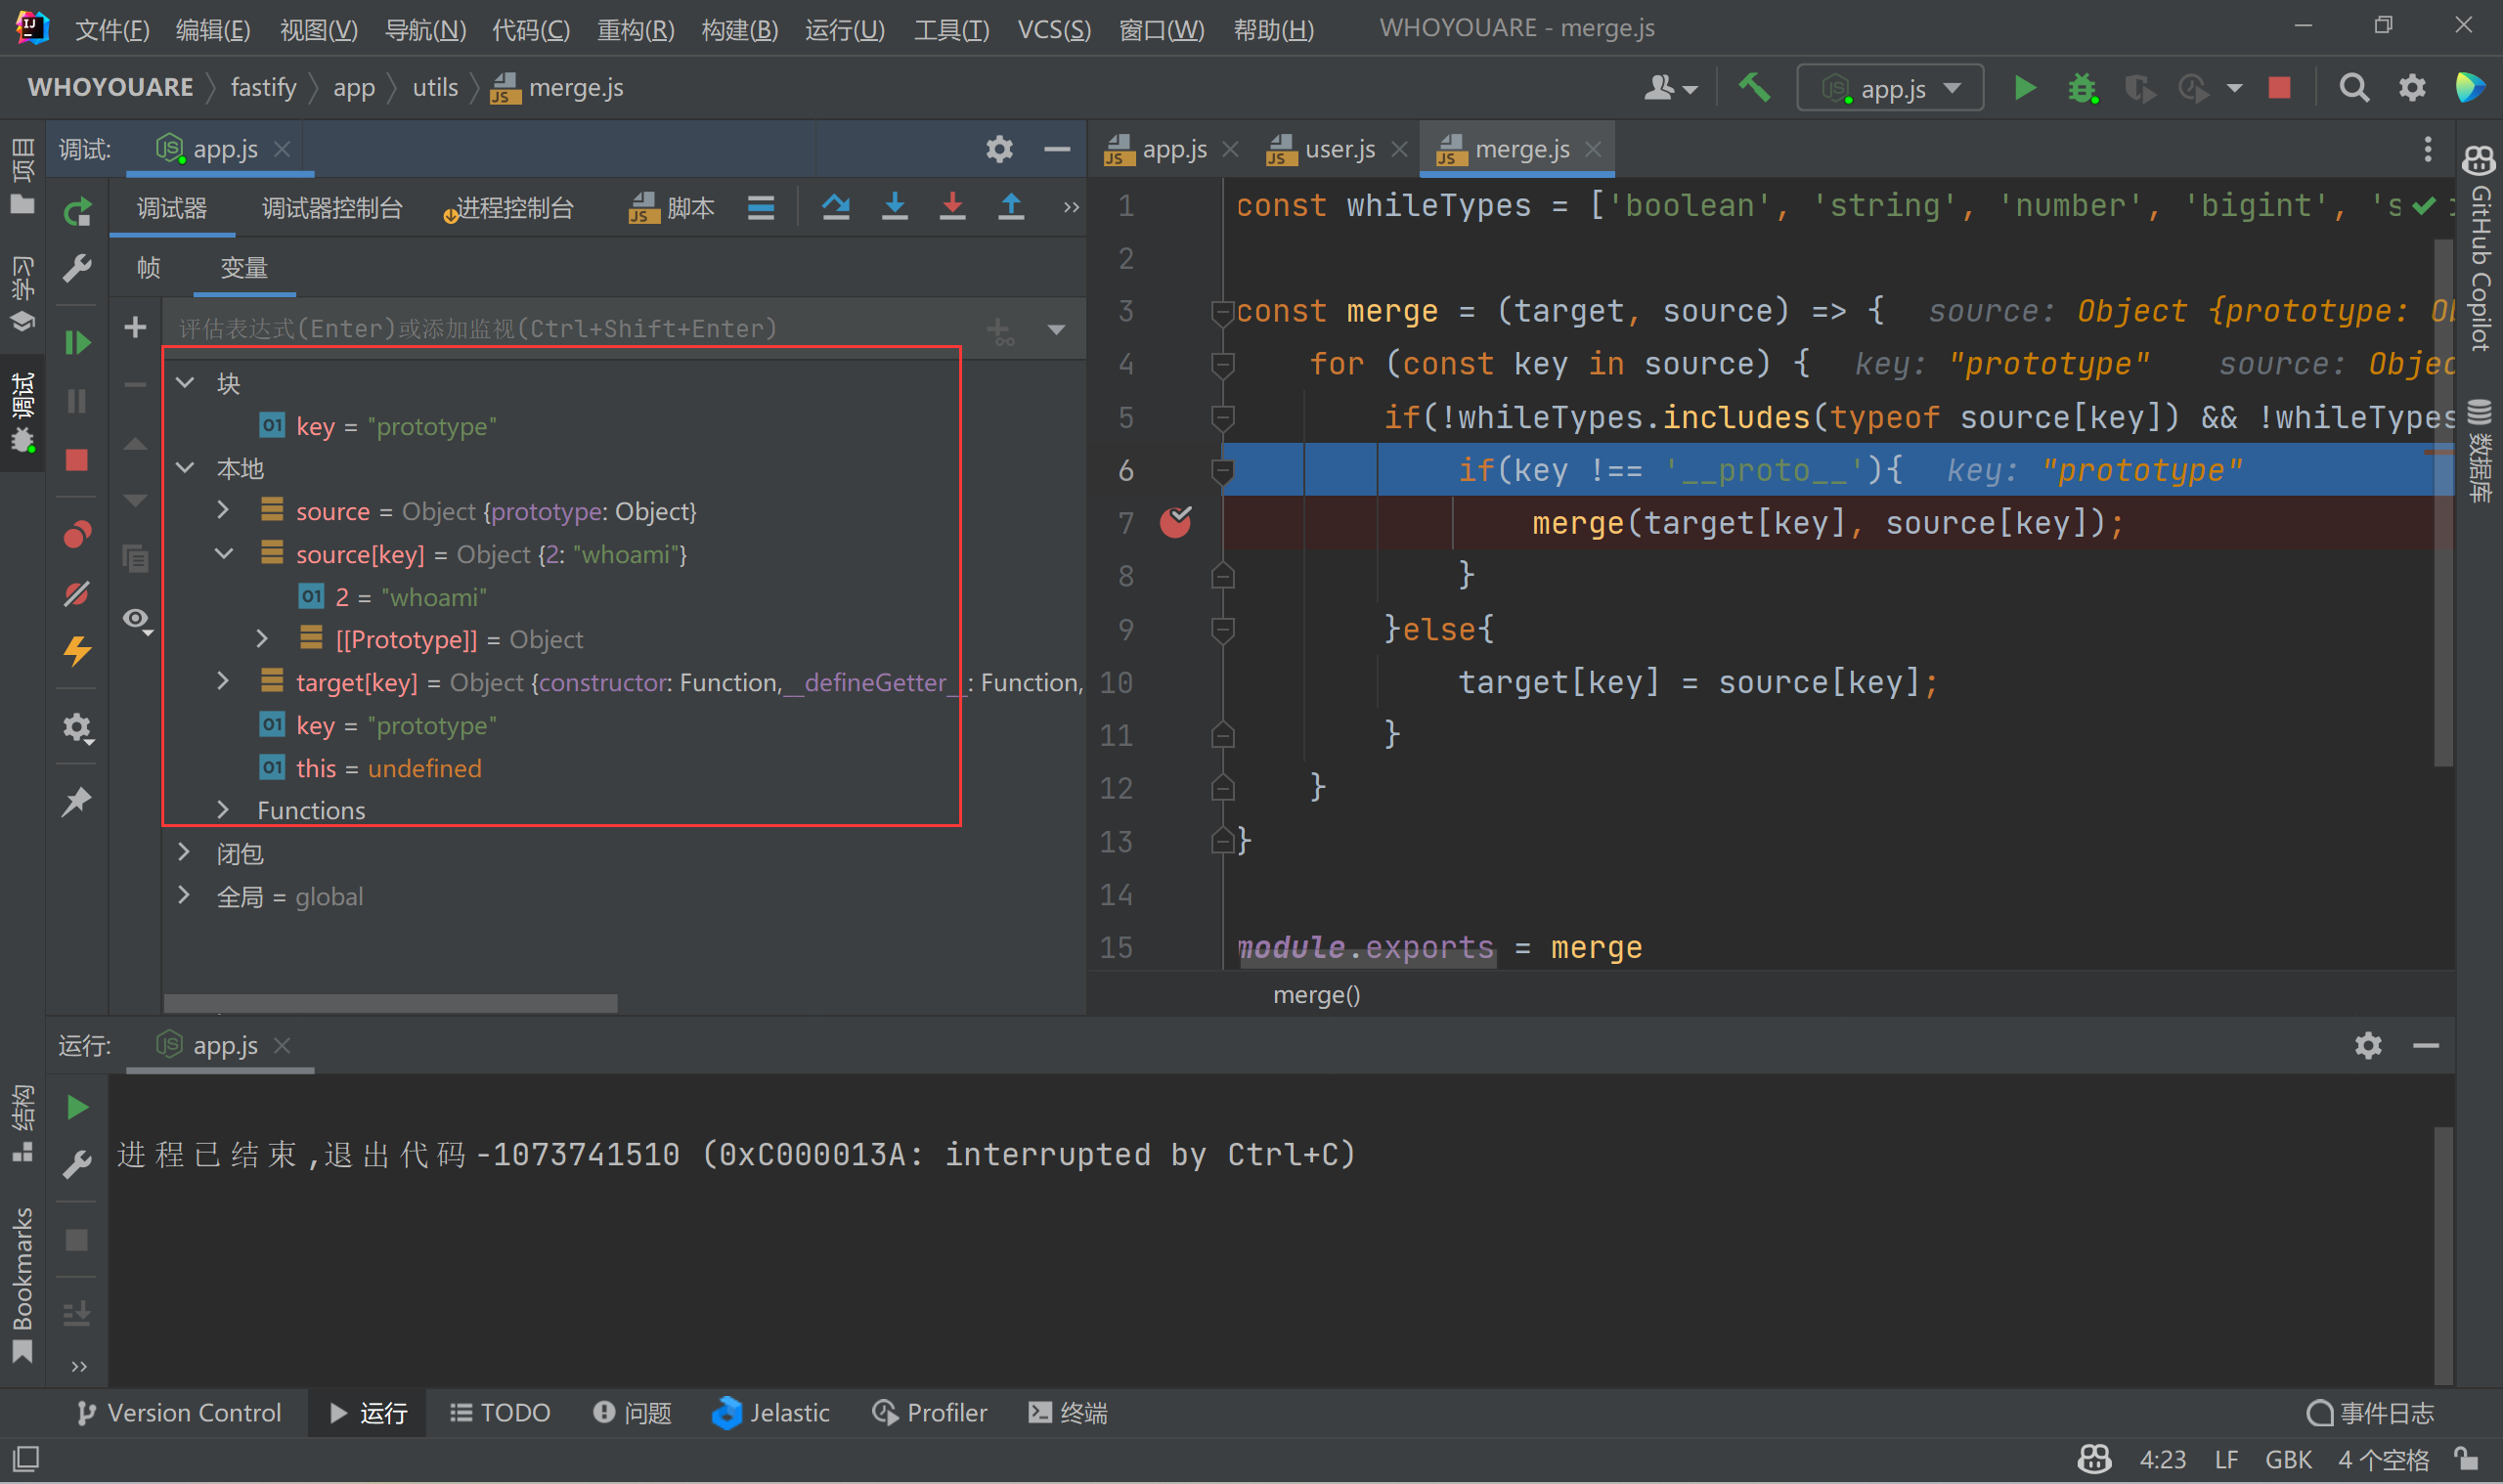 文件(F) 编辑(E) 视图(V) 导航(N) 代码(C) 重构(R) 构建(B) 运行(U) 工具(T) VCS(S) 窗口(W) 帮助(H) WHOYOUARE - merge.js
WHOYOUARE fastify app utils merge.js
app.js
项目
学习
调试
结构
Bookmarks
调试: app.js
调试器 调试器控制台 进程控制台 脚本
帧 变量
评估表达式(Enter)或添加监视(Ctrl+Shift+Enter)
块
key = "prototype"
本地
source = Object {prototype: Object}
source[key] = Object {2: "whoami"}
2 = "whoami"
[[Prototype]] = Object
target[key] = Object {constructor: Function,__defineGetter__: Function,
key = "prototype"
this = undefined
Functions
闭包
全局 = global
app.js user.js merge.js
1 const whileTypes = ['boolean', 'string', 'number', 'bigint', 's
2
3 const merge = (target, source) => { source: Object {prototype: Ob
4 for (const key in source) { key: "prototype" source: Objec
5 if(!whileTypes.includes(typeof source[key]) && !whileTypes
6 if(key !== '__proto__'){ key: "prototype"
7 merge(target[key], source[key]);
8 }
9 }else{
10 target[key] = source[key];
11 }
12 }
13 }
14
15 module.exports = merge
merge()
GitHub Copilot
数据库
运行: app.js
进程已结束,退出代码-1073741510 (0xC000013A: interrupted by Ctrl+C)
Version Control 运行 TODO 问题 Jelastic Profiler 终端 事件日志
4:23 LF GBK 4 个空格